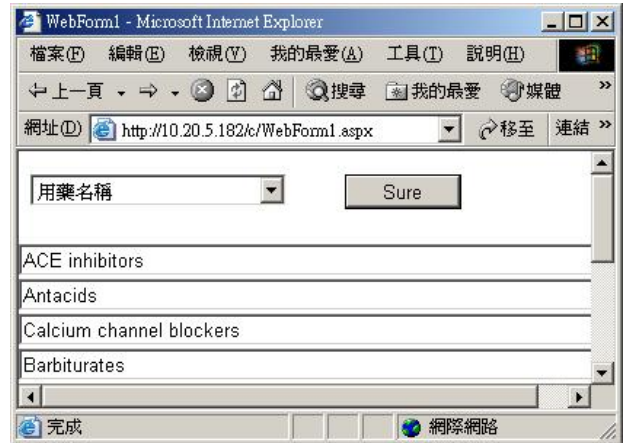 WebForm1 - Microsoft Internet Explorer
檔案(F) 編輯(E) 檢視(V) 我的最愛(A) 工具(T) 說明(H)
上一頁 搜尋 我的最愛 媒體 »
網址(D) http://10.20.5.182/c/WebForm1.aspx 移至 連結 »
用藥名稱 Sure
ACE inhibitors
Antacids
Calcium channel blockers
Barbiturates
完成 網際網路